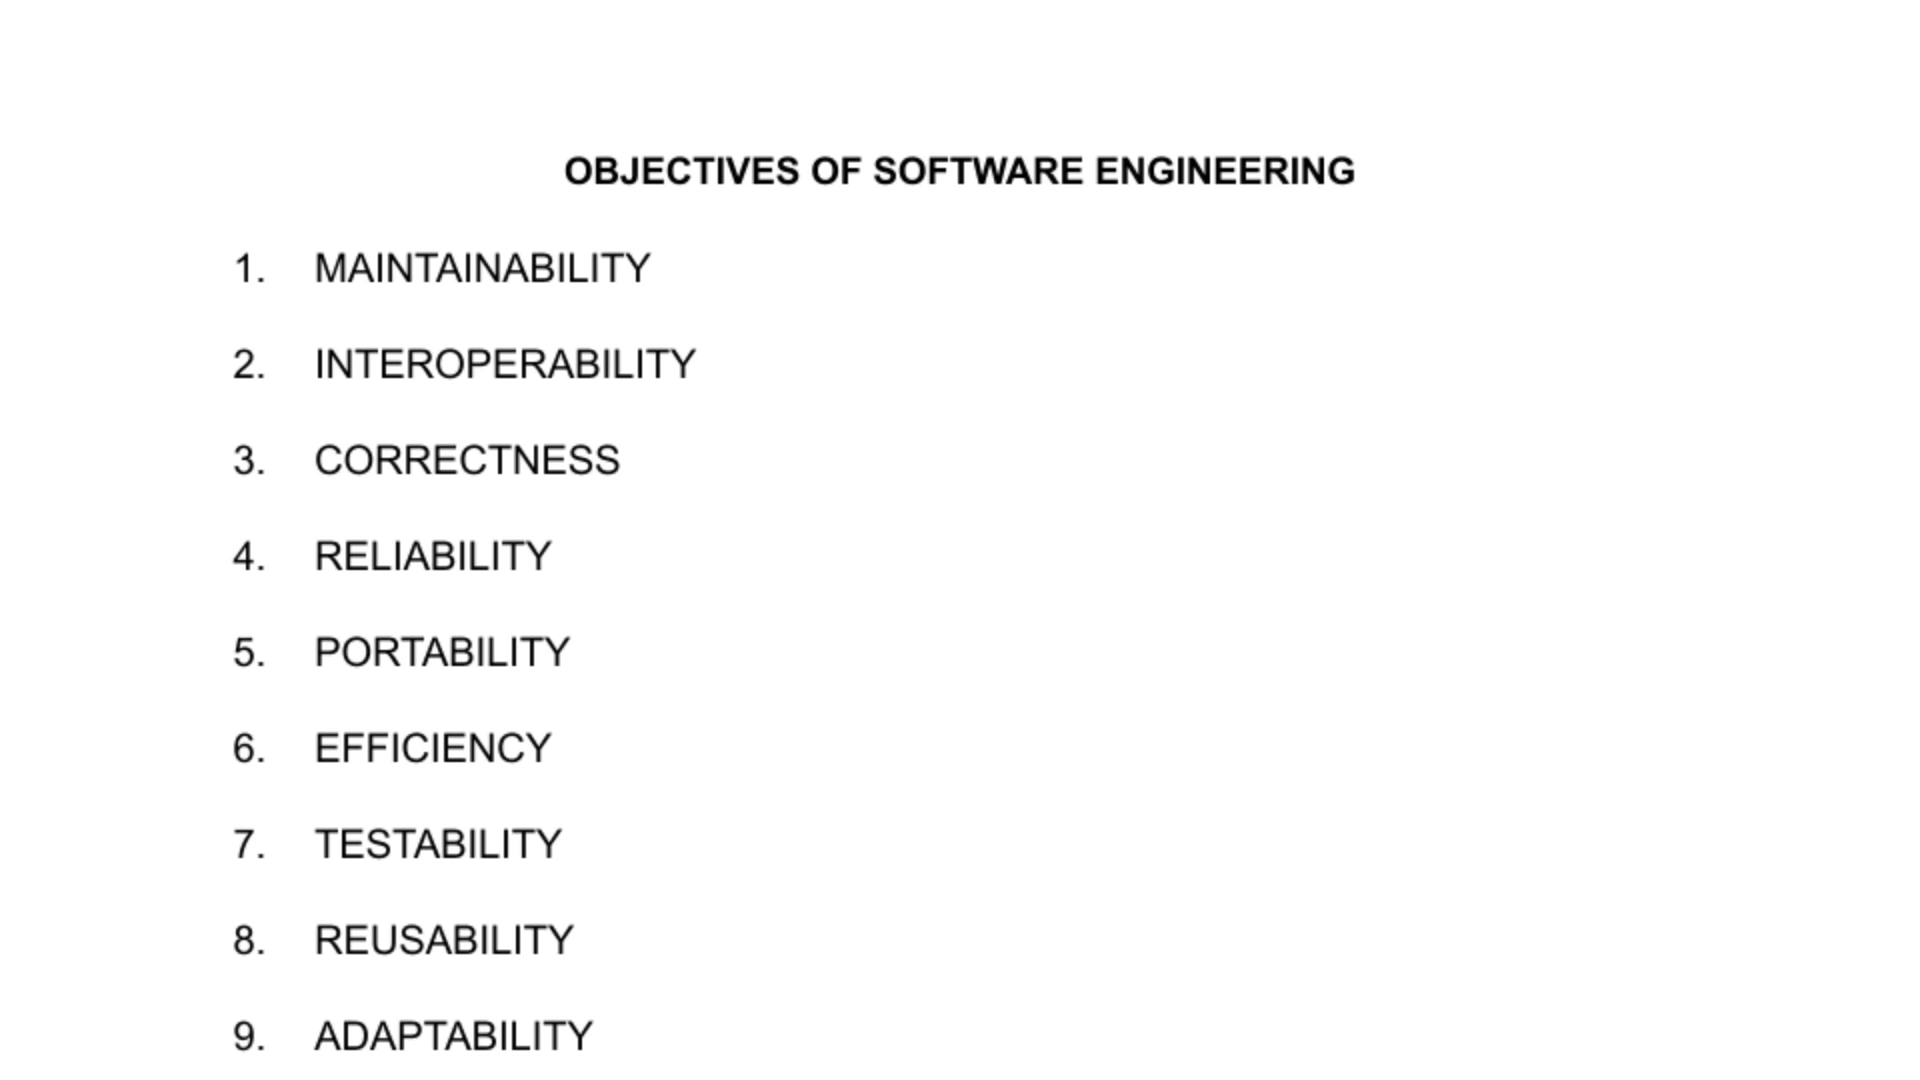 OBJECTIVES OF SOFTWARE ENGINEERING
1. MAINTAINABILITY
2. INTEROPERABILITY
3. CORRECTNESS
4. RELIABILITY
5. PORTABILITY
6. EFFICIENCY
7. TESTABILITY
8. REUSABILITY
9. ADAPTABILITY